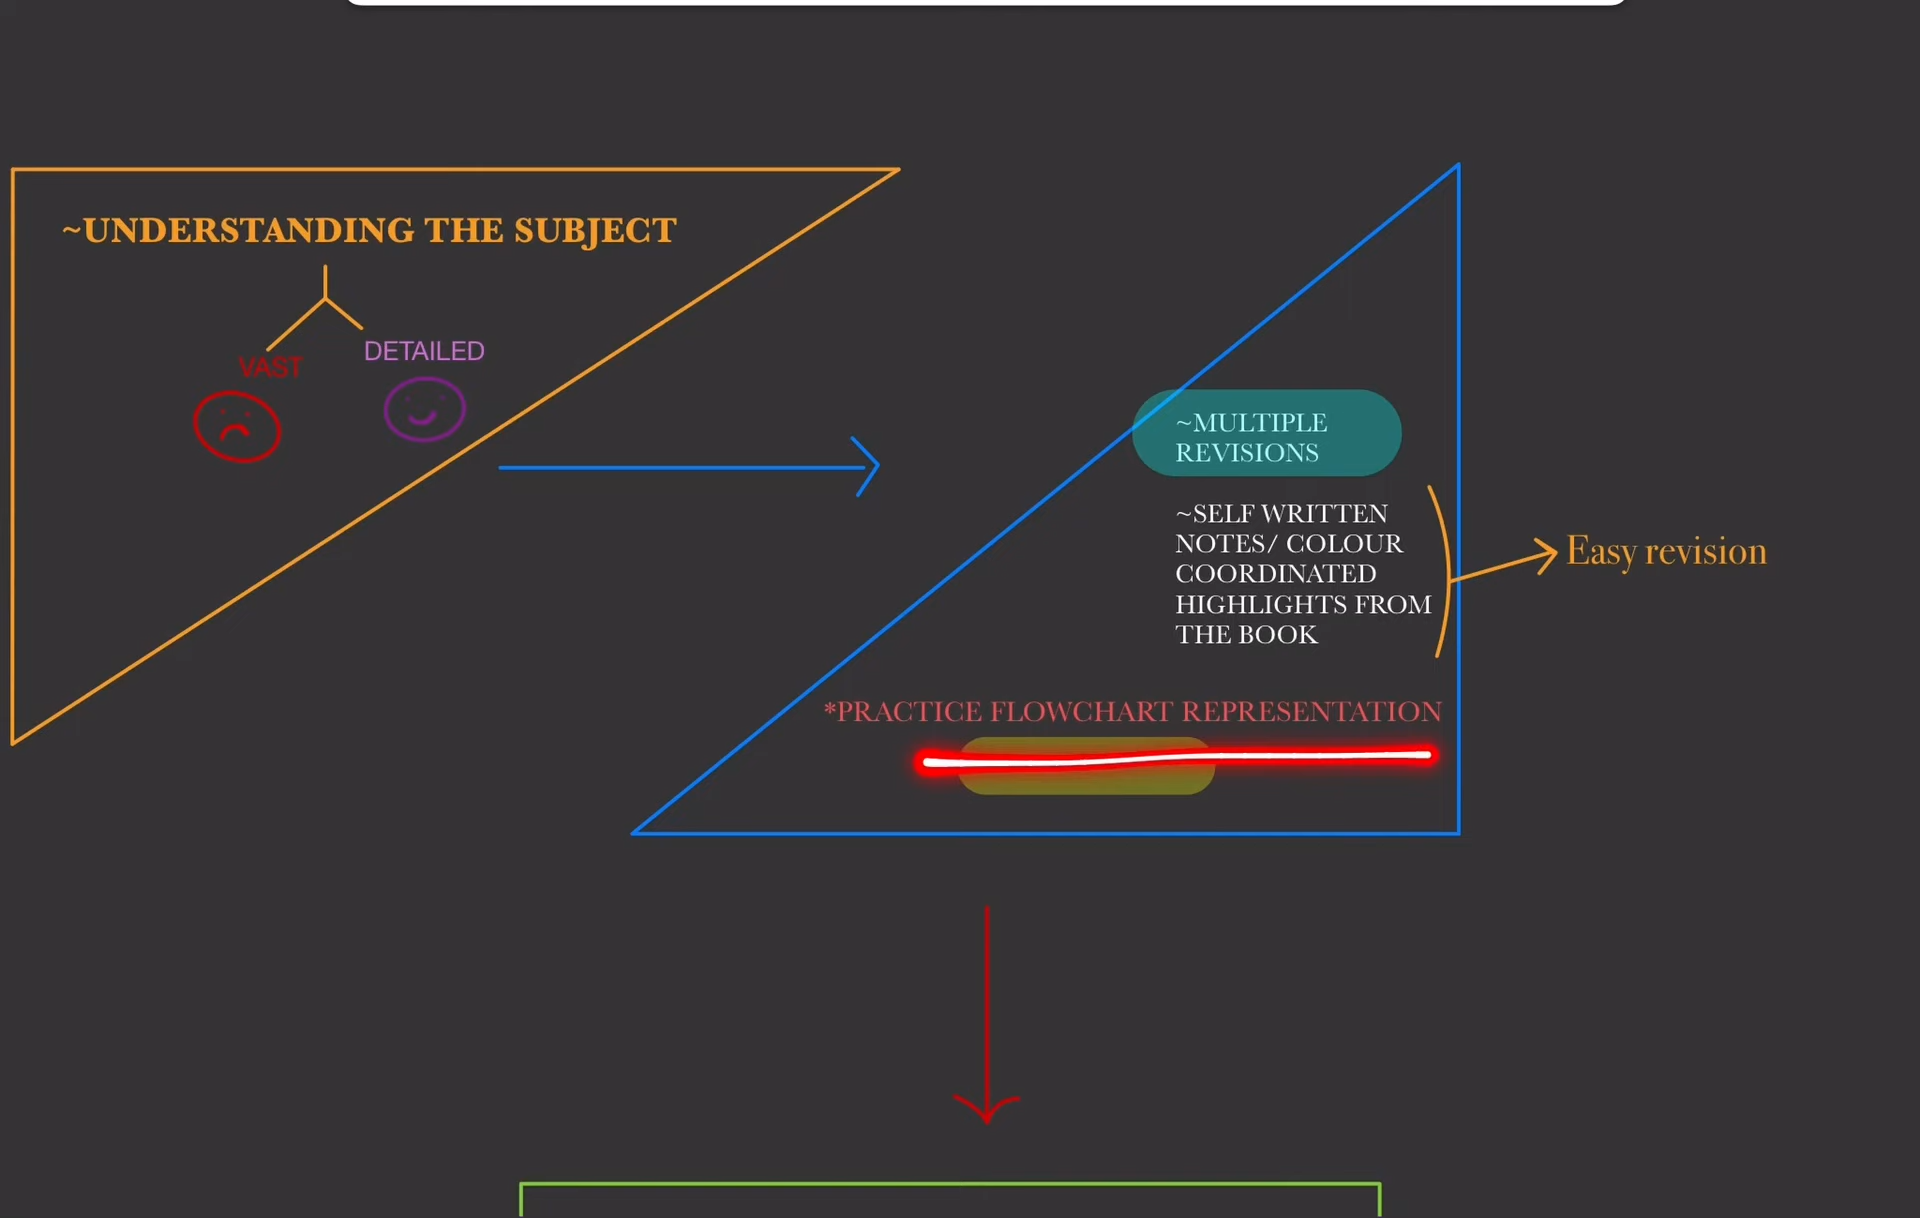 ~UNDERSTANDING THE SUBJECT
VAST
DETAILED
~MULTIPLE
REVISIONS
~SELF WRITTEN
NOTES/ COLOUR
COORDINATED
HIGHLIGHTS FROM
THE BOOK
Easy revision
*PRACTICE FLOWCHART REPRESENTATION